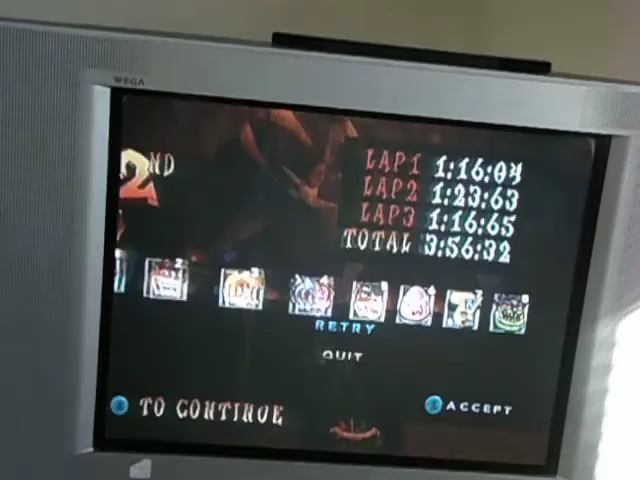 WEGA
2ND
LAP1 1:16:04
LAP2 1:23:63
LAP3 1:16:65
TOTAL 3:56:32
RETRY
QUIT
TO CONTINUE
ACCEPT